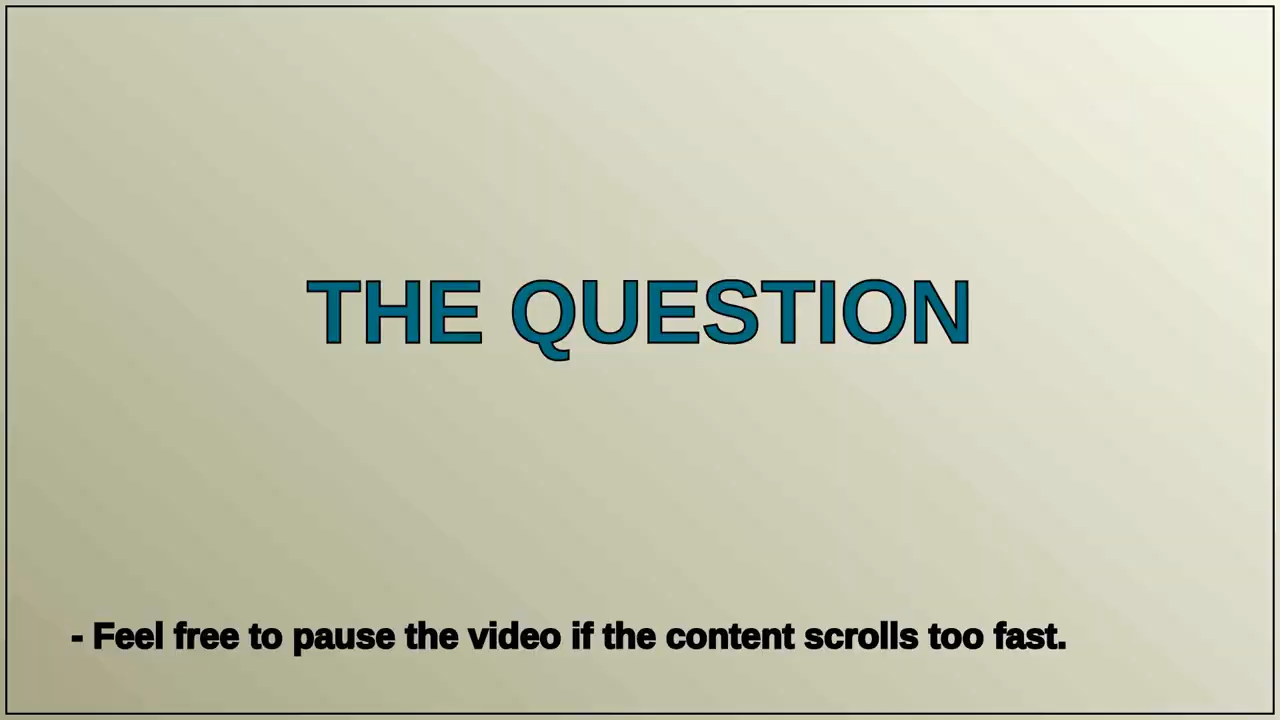 THE QUESTION
- Feel free to pause the video if the content scrolls too fast.